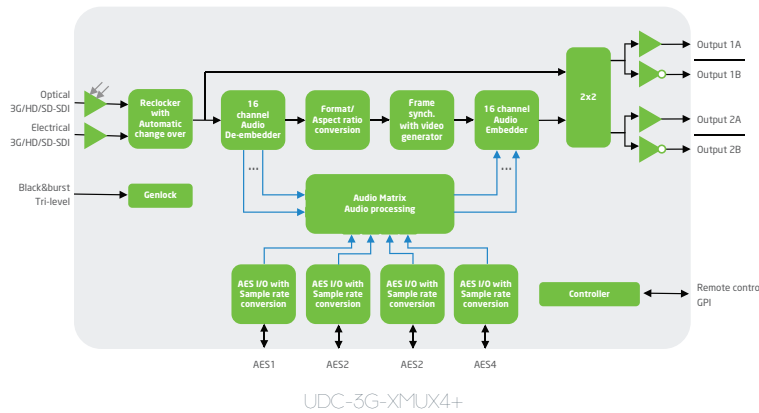 Optical
3G/HD/SD-SDI
Electrical
3G/HD/SD-SDI
Black&burst
Tri-level
Reclocker
with
Automatic
change over
Genlock
16
channel
Audio
De-embedder
Format/
Aspect ratio
conversion
Frame
synch.
with video
generator
16 channel
Audio
Embedder
2x2
Output 1A
Output 1B
Output 2A
Output 2B
...
...
Audio Matrix
Audio processing
AES I/O with
Sample rate
conversion
AES I/O with
Sample rate
conversion
AES I/O with
Sample rate
conversion
AES I/O with
Sample rate
conversion
Controller
Remote control
GPI
AES1
AES2
AES2
AES4
UDC-3G-XMUX4+